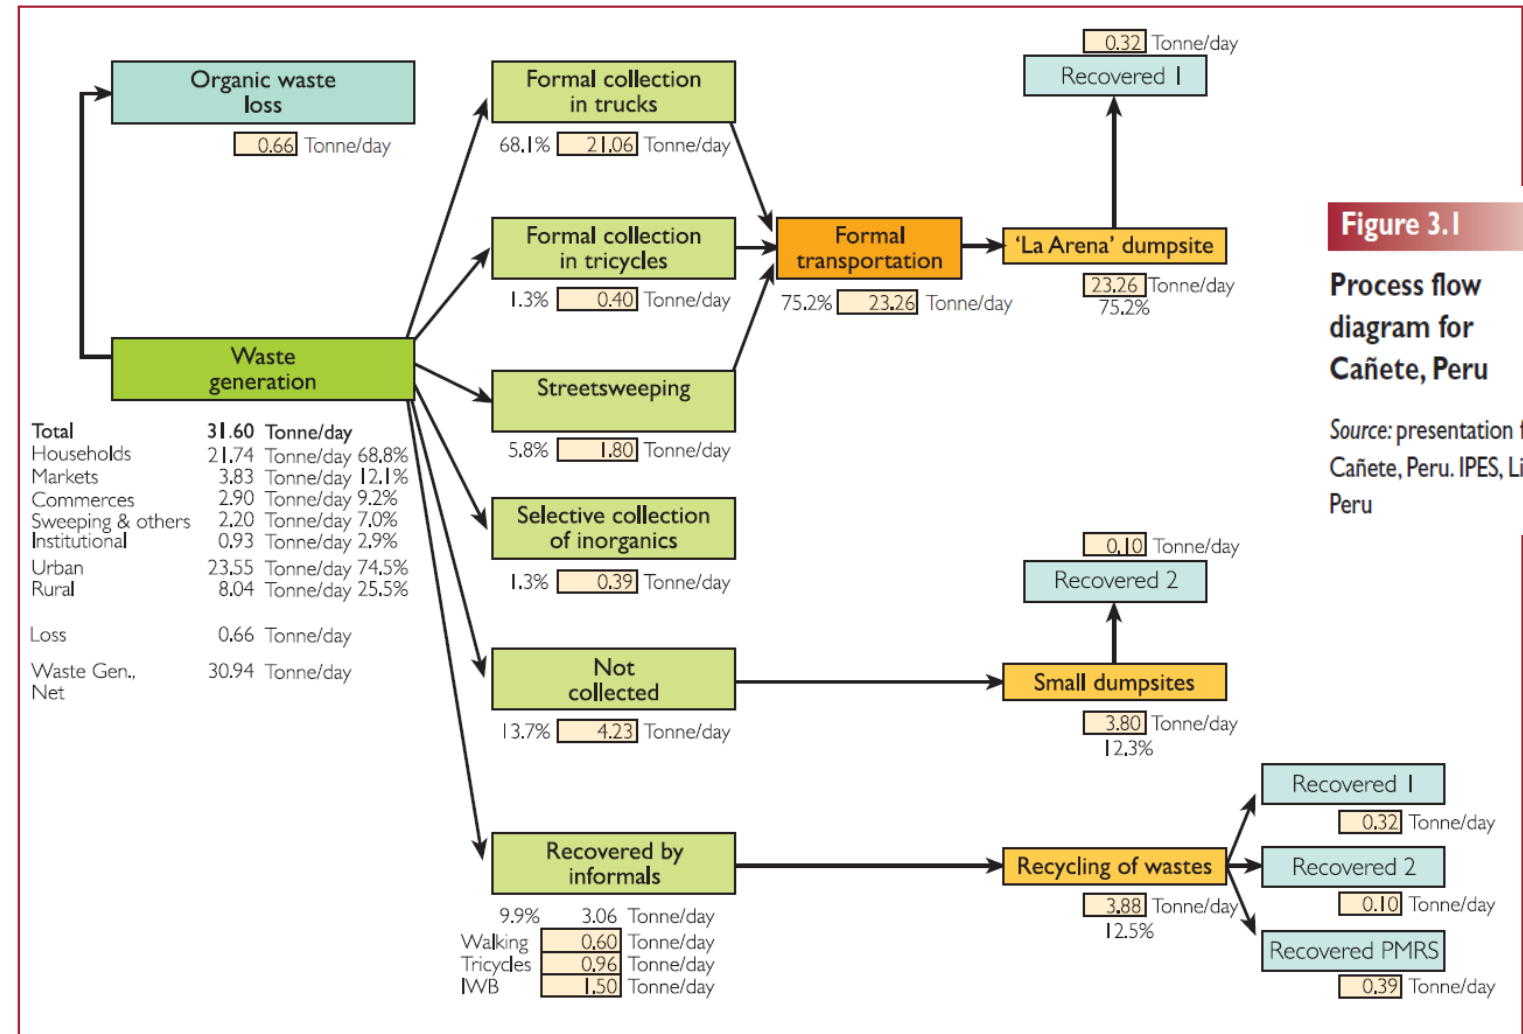 Organic waste
loss
0.66 Tonne/day
Waste
generation
Total 31.60 Tonne/day
Households 21.74 Tonne/day 68.8%
Markets 3.83 Tonne/day 12.1%
Commerces 2.90 Tonne/day 9.2%
Sweeping & others 2.20 Tonne/day 7.0%
Institutional 0.93 Tonne/day 2.9%
Urban 23.55 Tonne/day 74.5%
Rural 8.04 Tonne/day 25.5%
Loss 0.66 Tonne/day
Waste Gen., 30.94 Tonne/day
Net
Formal collection
in trucks
68.1% 21.06 Tonne/day
Formal collection
in tricycles
1.3% 0.40 Tonne/day
Streetsweeping
5.8% 1.80 Tonne/day
Selective collection
of inorganics
1.3% 0.39 Tonne/day
Not
collected
13.7% 4.23 Tonne/day
Recovered by
informals
9.9% 3.06 Tonne/day
Walking 0.60 Tonne/day
Tricycles 0.96 Tonne/day
IWB 1.50 Tonne/day
Formal
transportation
75.2% 23.26 Tonne/day
0.32 Tonne/day
Recovered 1
'La Arena' dumpsite
23.26 Tonne/day
75.2%
0.10 Tonne/day
Recovered 2
Small dumpsites
3.80 Tonne/day
12.3%
Recycling of wastes
3.88 Tonne/day
12.5%
Recovered 1
0.32 Tonne/day
Recovered 2
0.10 Tonne/day
Recovered PMRS
0.39 Tonne/day
Figure 3.1
Process flow
diagram for
Cañete, Peru
Source: presentation
Cañete, Peru. IPES,
Peru